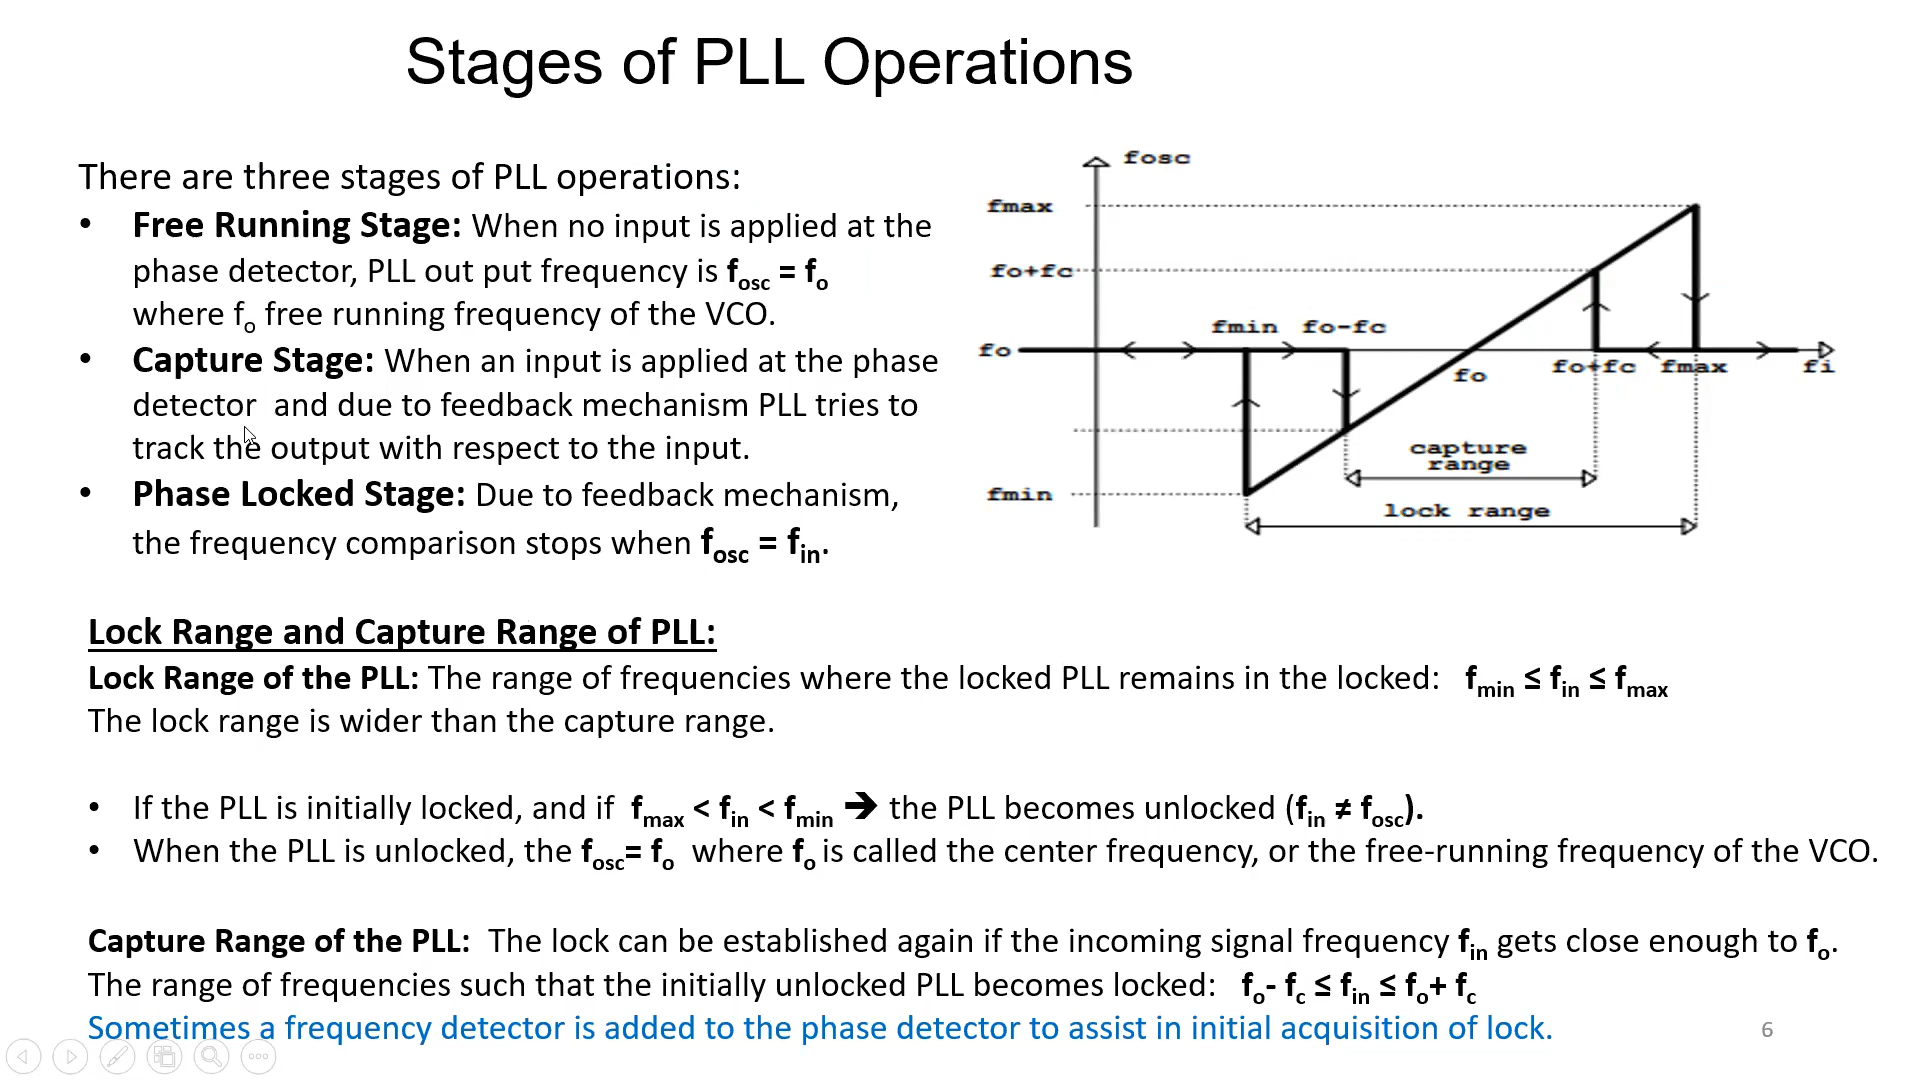 Stages of PLL Operations
There are three stages of PLL operations:
• Free Running Stage: When no input is applied at the
phase detector, PLL out put frequency is fosc = fo
where fo free running frequency of the VCO.
• Capture Stage: When an input is applied at the phase
detector and due to feedback mechanism PLL tries to
track the output with respect to the input.
• Phase Locked Stage: Due to feedback mechanism,
the frequency comparison stops when fosc = fin.
fosc
fmax
fo+fc
fmin fo-fc
fo
fo fo+fc fmax fi
capture
range
fmin
lock range
Lock Range and Capture Range of PLL:
Lock Range of the PLL: The range of frequencies where the locked PLL remains in the locked: fmin ≤ fin ≤ fmax
The lock range is wider than the capture range.
• If the PLL is initially locked, and if fmax < fin < fmin ➔ the PLL becomes unlocked (fin ≠ fosc).
• When the PLL is unlocked, the fosc= fo where fo is called the center frequency, or the free-running frequency of the VCO.
Capture Range of the PLL: The lock can be established again if the incoming signal frequency fin gets close enough to fo.
The range of frequencies such that the initially unlocked PLL becomes locked: fo- fc ≤ fin ≤ fo+ fc
Sometimes a frequency detector is added to the phase detector to assist in initial acquisition of lock.
6